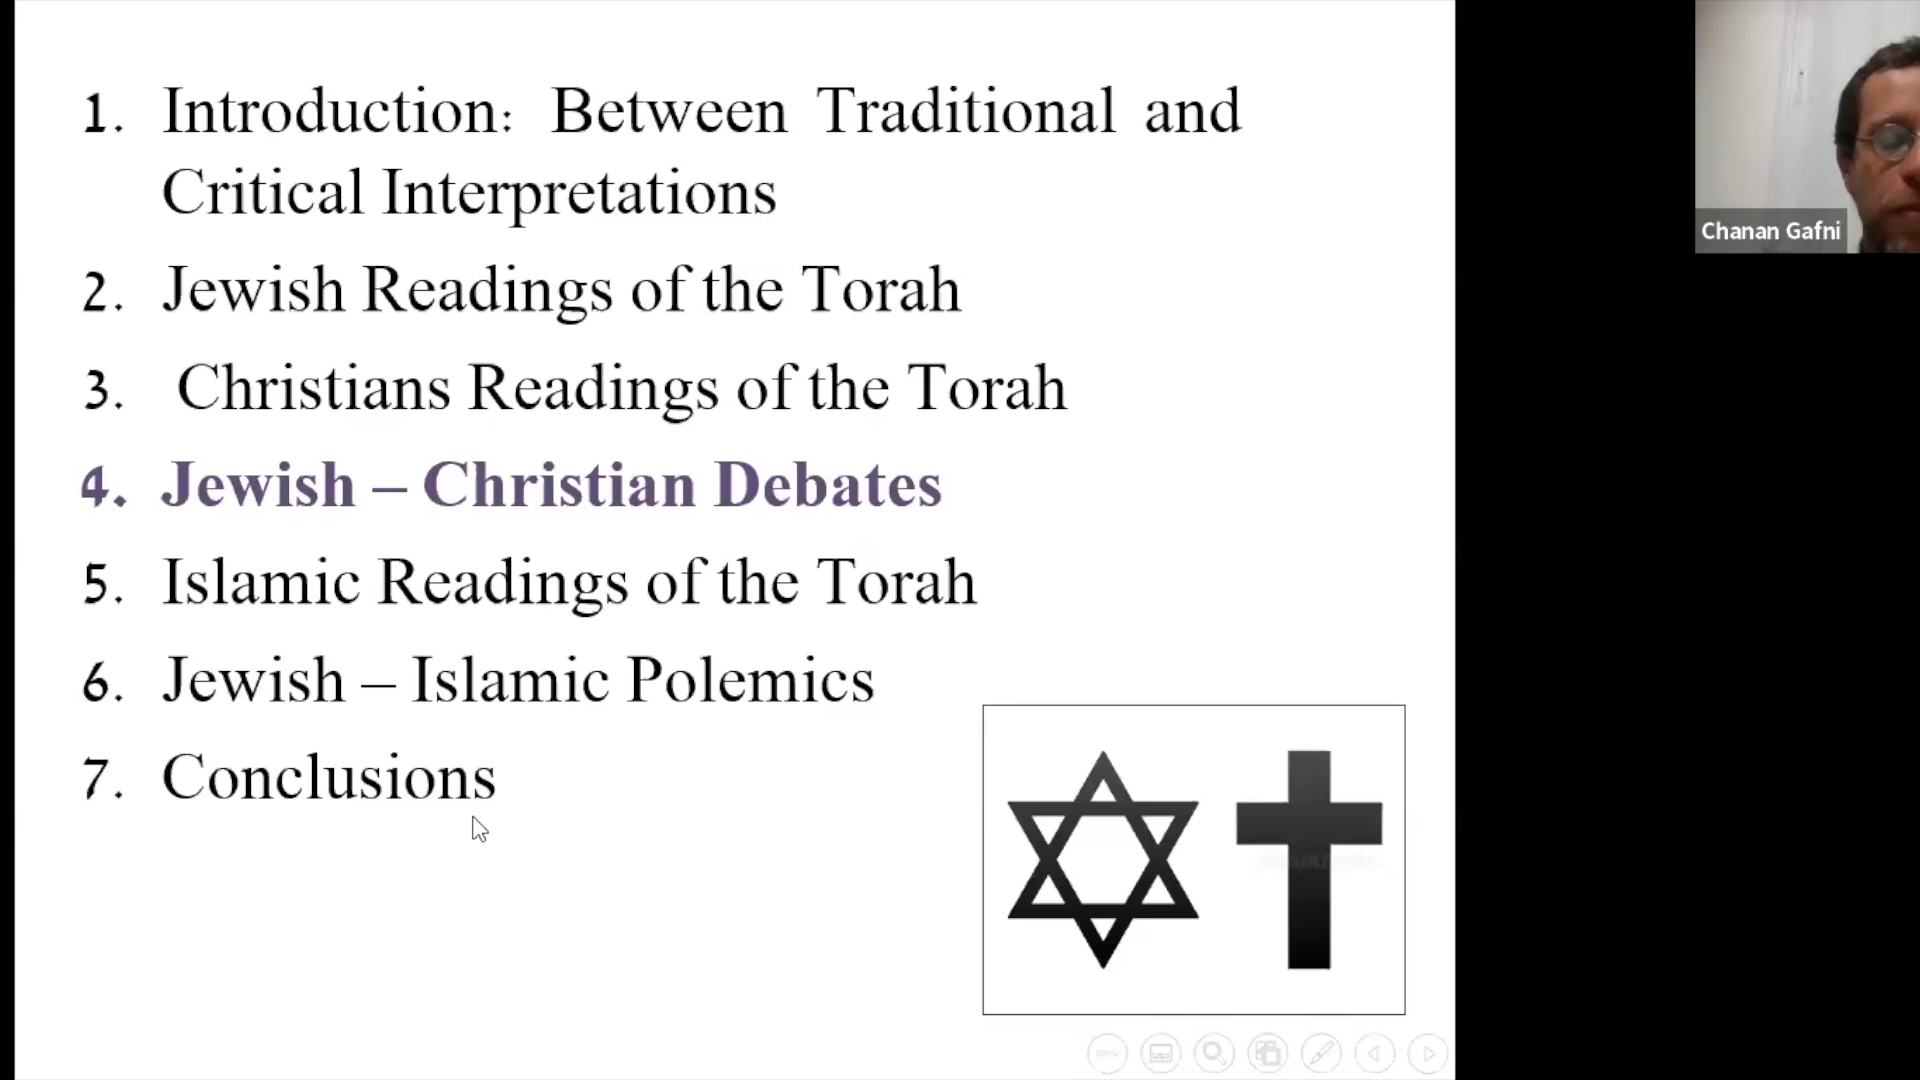 1. Introduction: Between Traditional and
Critical Interpretations
2. Jewish Readings of the Torah
3. Christians Readings of the Torah
4. Jewish – Christian Debates
5. Islamic Readings of the Torah
6. Jewish – Islamic Polemics
7. Conclusions
Chanan Gafni